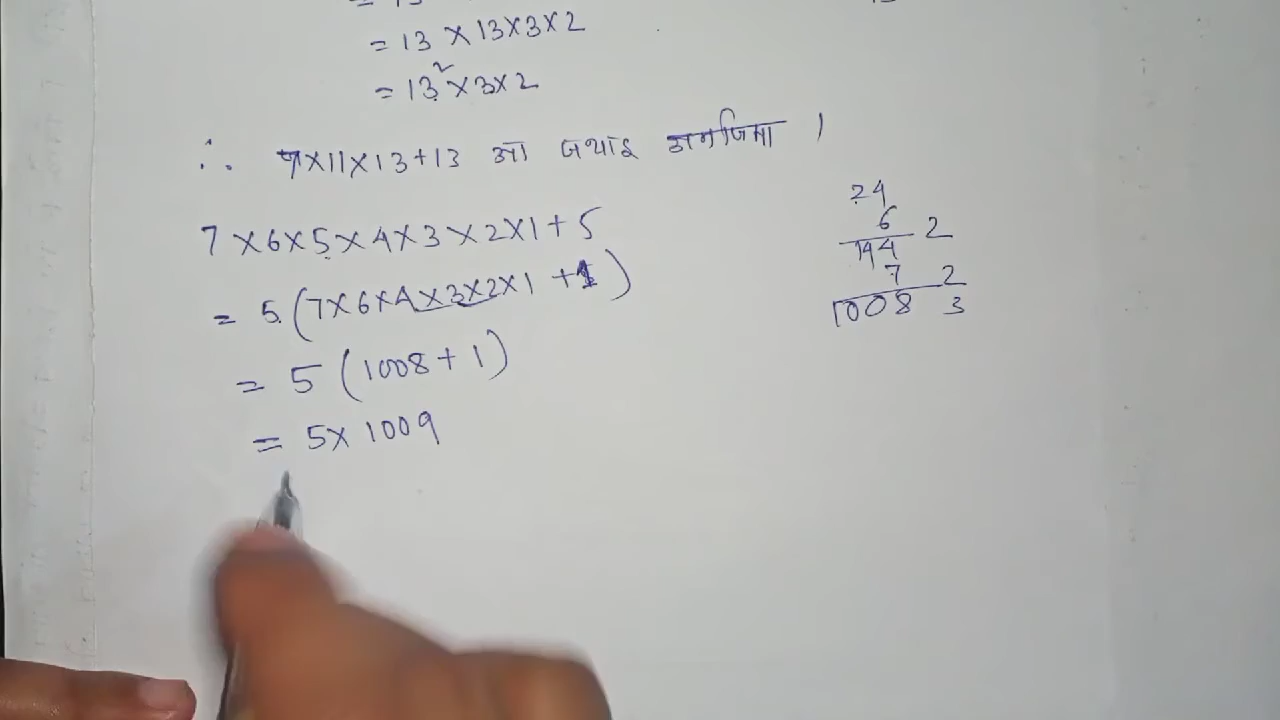 = 13 × 13 × 3 × 2
= 13² × 3 × 2
∴ 7 × 11 × 13 + 13 आ जथाइ अनजिमा ।
7 × 6 × 5 × 4 × 3 × 2 × 1 + 5
= 5 (7 × 6 × 4 × 3 × 2 × 1 + 1)
= 5 (1008 + 1)
= 5 × 1009
24
6 2
144
7 2
1008 3